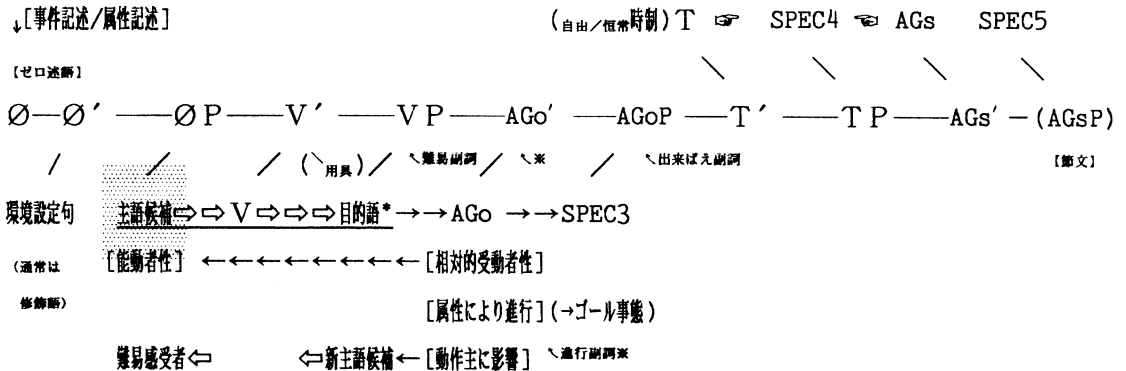 ↓[事件記述/属性記述] (自由/恒常時制) T ☞ SPEC4 ☜ AGs SPEC5
【ゼロ述語】
∅—∅′ —∅P—V′ —VP—AGo′ —AGoP—T′ —TP—AGs′ —(AGsP)
(↖用具) ↖難易副詞 ↖※ ↖出来ばえ副詞 【節文】
環境設定句 主語候補⇨⇨V⇨⇨⇨目的語*→→AGo →→SPEC3
(通常は [能動者性] ←←←←←←←←[相対的受動者性]
修飾語) [属性により進行](→ゴール事態)
難易感受者⇦ ⇦新主語候補←[動作主に影響] ↖進行副詞※